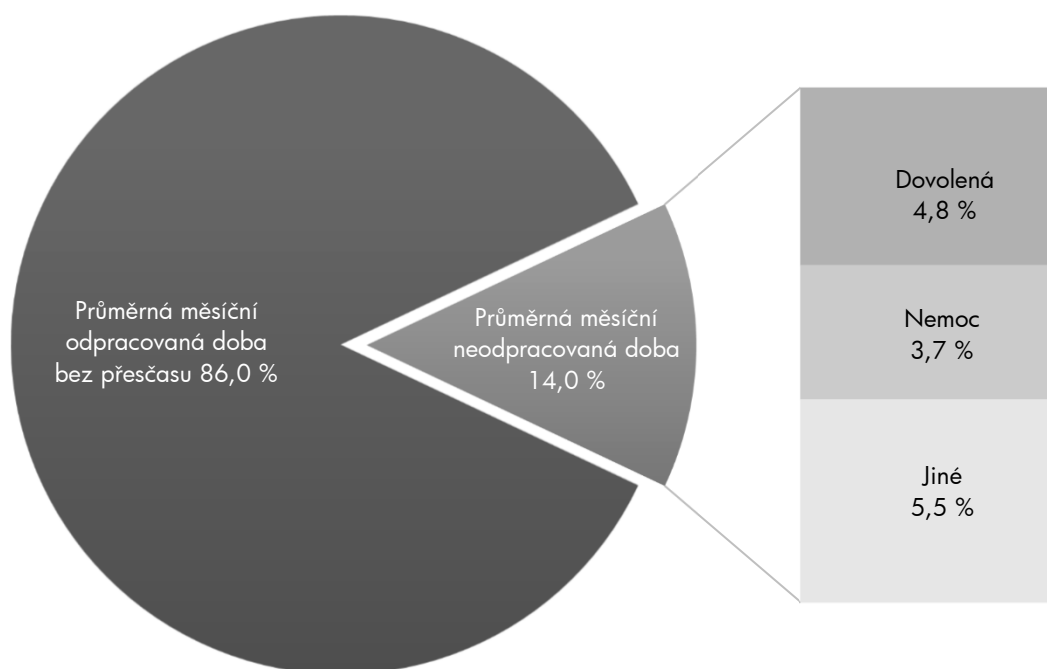 Průměrná měsíční
odpracovaná doba
bez přesčasu 86,0 %
Průměrná měsíční
neodpracovaná doba
14,0 %
Dovolená
4,8 %
Nemoc
3,7 %
Jiné
5,5 %